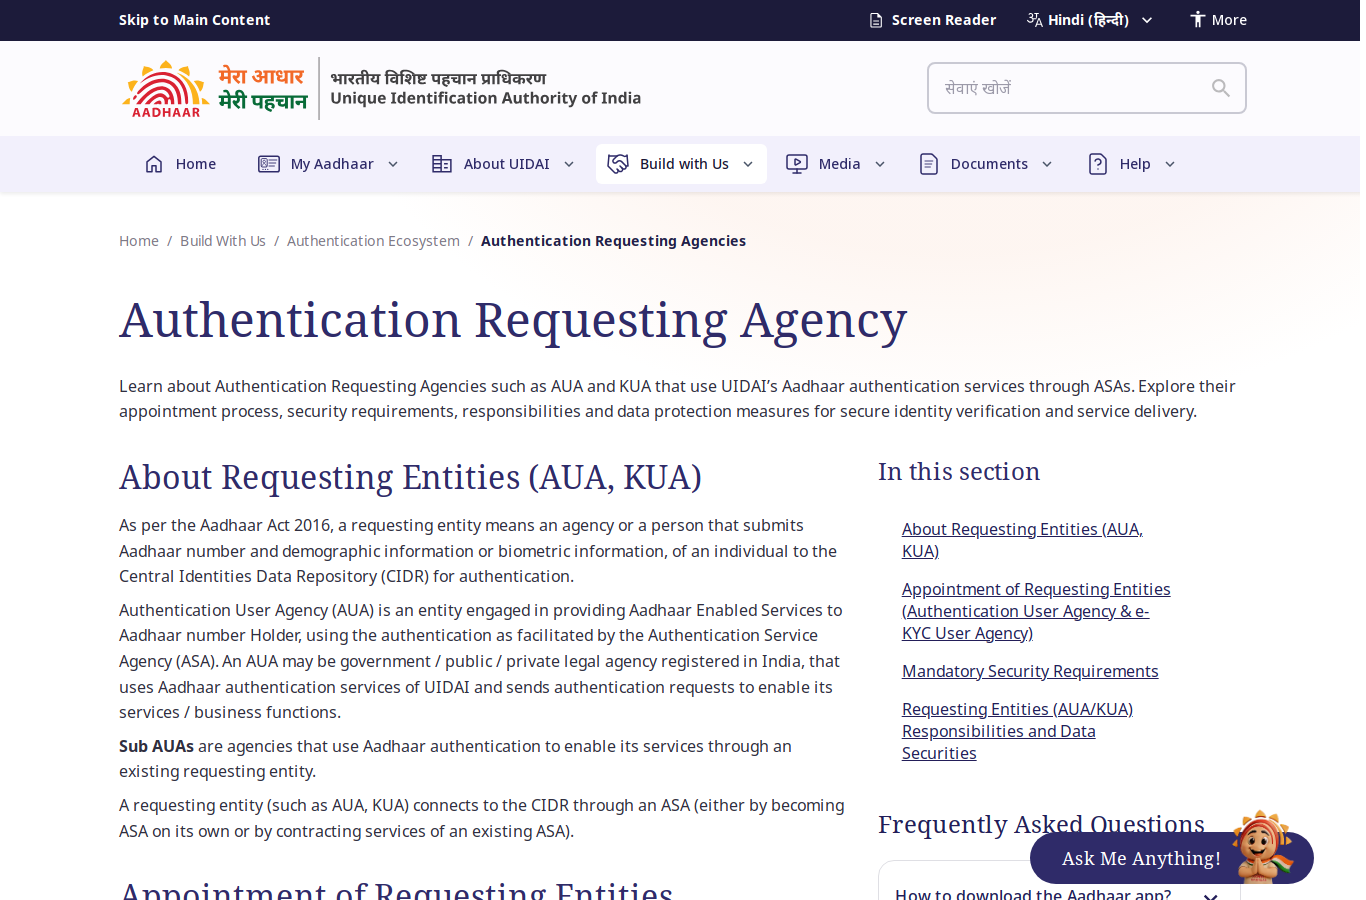 Skip to Main Content
Screen Reader
Hindi (हिन्दी)
More
मेरा आधार
मेरी पहचान
AADHAAR
भारतीय विशिष्ट पहचान प्राधिकरण
Unique Identification Authority of India
सेवाएं खोजें
Home
My Aadhaar
About UIDAI
Build with Us
Media
Documents
Help
Home / Build With Us / Authentication Ecosystem / Authentication Requesting Agencies
Authentication Requesting Agency
Learn about Authentication Requesting Agencies such as AUA and KUA that use UIDAI’s Aadhaar authentication services through ASAs. Explore their
appointment process, security requirements, responsibilities and data protection measures for secure identity verification and service delivery.
About Requesting Entities (AUA, KUA)
As per the Aadhaar Act 2016, a requesting entity means an agency or a person that submits
Aadhaar number and demographic information or biometric information, of an individual to the
Central Identities Data Repository (CIDR) for authentication.
Authentication User Agency (AUA) is an entity engaged in providing Aadhaar Enabled Services to
Aadhaar number Holder, using the authentication as facilitated by the Authentication Service
Agency (ASA). An AUA may be government / public / private legal agency registered in India, that
uses Aadhaar authentication services of UIDAI and sends authentication requests to enable its
services / business functions.
Sub AUAs are agencies that use Aadhaar authentication to enable its services through an
existing requesting entity.
A requesting entity (such as AUA, KUA) connects to the CIDR through an ASA (either by becoming
ASA on its own or by contracting services of an existing ASA).
Appointment of Requesting Entities
In this section
About Requesting Entities (AUA,
KUA)
Appointment of Requesting Entities
(Authentication User Agency & e-
KYC User Agency)
Mandatory Security Requirements
Requesting Entities (AUA/KUA)
Responsibilities and Data
Securities
Frequently Asked Questions
Ask Me Anything!
How to download the Aadhaar app?